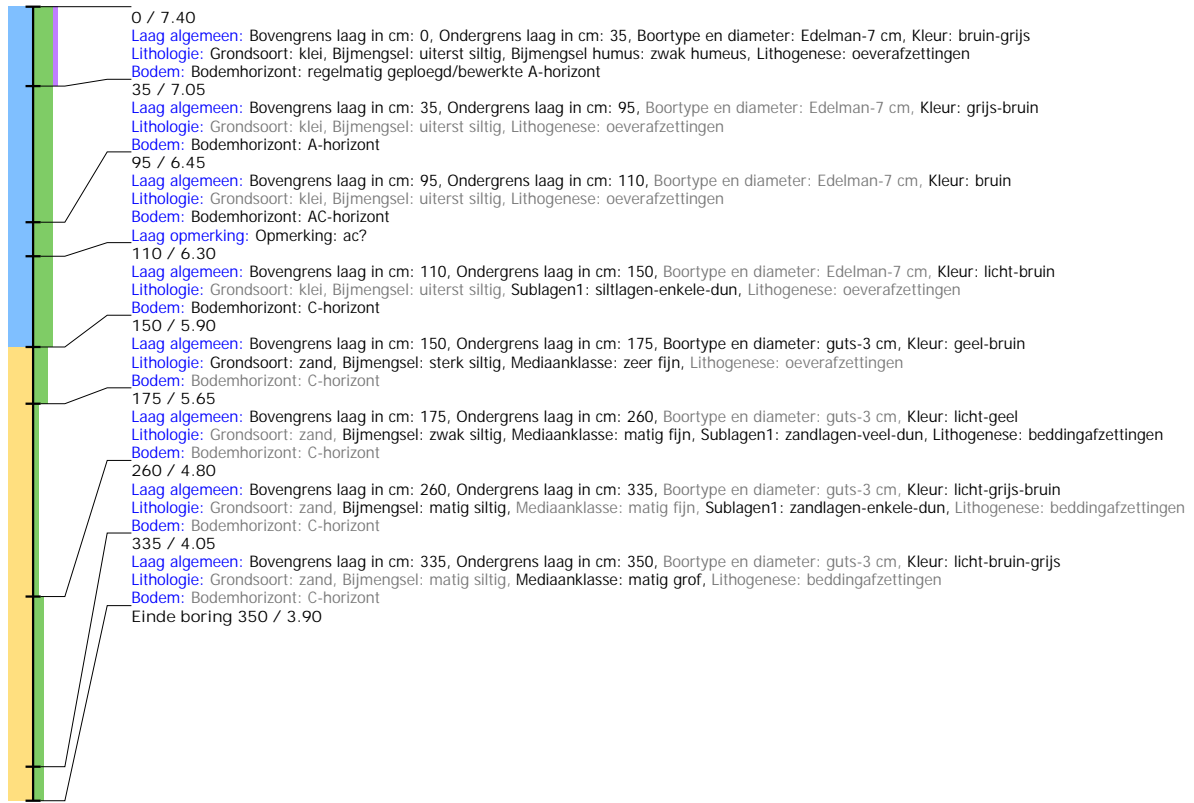 0 / 7.40
Laag algemeen: Bovengrens laag in cm: 0, Ondergrens laag in cm: 35, Boortype en diameter: Edelman-7 cm, Kleur: bruin-grijs
Lithologie: Grondsoort: klei, Bijmengsel: uiterst siltig, Bijmengsel humus: zwak humeus, Lithogenese: oeverafzettingen
Bodem: Bodemhorizont: regelmatig geploegd/bewerkte A-horizont
35 / 7.05
Laag algemeen: Bovengrens laag in cm: 35, Ondergrens laag in cm: 95, Boortype en diameter: Edelman-7 cm, Kleur: grijs-bruin
Lithologie: Grondsoort: klei, Bijmengsel: uiterst siltig, Lithogenese: oeverafzettingen
Bodem: Bodemhorizont: A-horizont
95 / 6.45
Laag algemeen: Bovengrens laag in cm: 95, Ondergrens laag in cm: 110, Boortype en diameter: Edelman-7 cm, Kleur: bruin
Lithologie: Grondsoort: klei, Bijmengsel: uiterst siltig, Lithogenese: oeverafzettingen
Bodem: Bodemhorizont: AC-horizont
Laag opmerking: Opmerking: ac?
110 / 6.30
Laag algemeen: Bovengrens laag in cm: 110, Ondergrens laag in cm: 150, Boortype en diameter: Edelman-7 cm, Kleur: licht-bruin
Lithologie: Grondsoort: klei, Bijmengsel: uiterst siltig, Sublagen1: siltlagen-enkele-dun, Lithogenese: oeverafzettingen
Bodem: Bodemhorizont: C-horizont
150 / 5.90
Laag algemeen: Bovengrens laag in cm: 150, Ondergrens laag in cm: 175, Boortype en diameter: guts-3 cm, Kleur: geel-bruin
Lithologie: Grondsoort: zand, Bijmengsel: sterk siltig, Mediaanklasse: zeer fijn, Lithogenese: oeverafzettingen
Bodem: Bodemhorizont: C-horizont
175 / 5.65
Laag algemeen: Bovengrens laag in cm: 175, Ondergrens laag in cm: 260, Boortype en diameter: guts-3 cm, Kleur: licht-geel
Lithologie: Grondsoort: zand, Bijmengsel: zwak siltig, Mediaanklasse: matig fijn, Sublagen1: zandlagen-veel-dun, Lithogenese: beddingafzettingen
Bodem: Bodemhorizont: C-horizont
260 / 4.80
Laag algemeen: Bovengrens laag in cm: 260, Ondergrens laag in cm: 335, Boortype en diameter: guts-3 cm, Kleur: licht-grijs-bruin
Lithologie: Grondsoort: zand, Bijmengsel: matig siltig, Mediaanklasse: matig fijn, Sublagen1: zandlagen-enkele-dun, Lithogenese: beddingafzettingen
Bodem: Bodemhorizont: C-horizont
335 / 4.05
Laag algemeen: Bovengrens laag in cm: 335, Ondergrens laag in cm: 350, Boortype en diameter: guts-3 cm, Kleur: licht-bruin-grijs
Lithologie: Grondsoort: zand, Bijmengsel: matig siltig, Mediaanklasse: matig grof, Lithogenese: beddingafzettingen
Bodem: Bodemhorizont: C-horizont
Einde boring 350 / 3.90